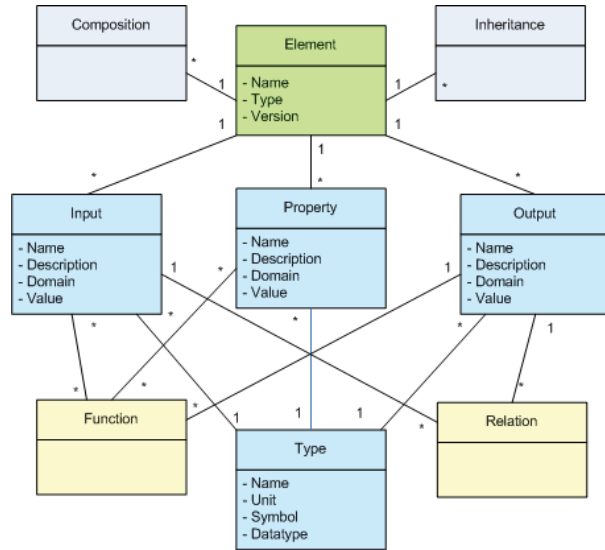 Composition
Element
Inheritance
- Name
- Type
- Version
* 1 1 *
1 1 1
* * *
Input
Property
Output
- Name
- Description
- Domain
- Value
- Name
- Description
- Domain
- Value
- Name
- Description
- Domain
- Value
1 * 1
* * * * 1
* * * 1 1 1 * *
Function
Type
Relation
- Name
- Unit
- Symbol
- Datatype